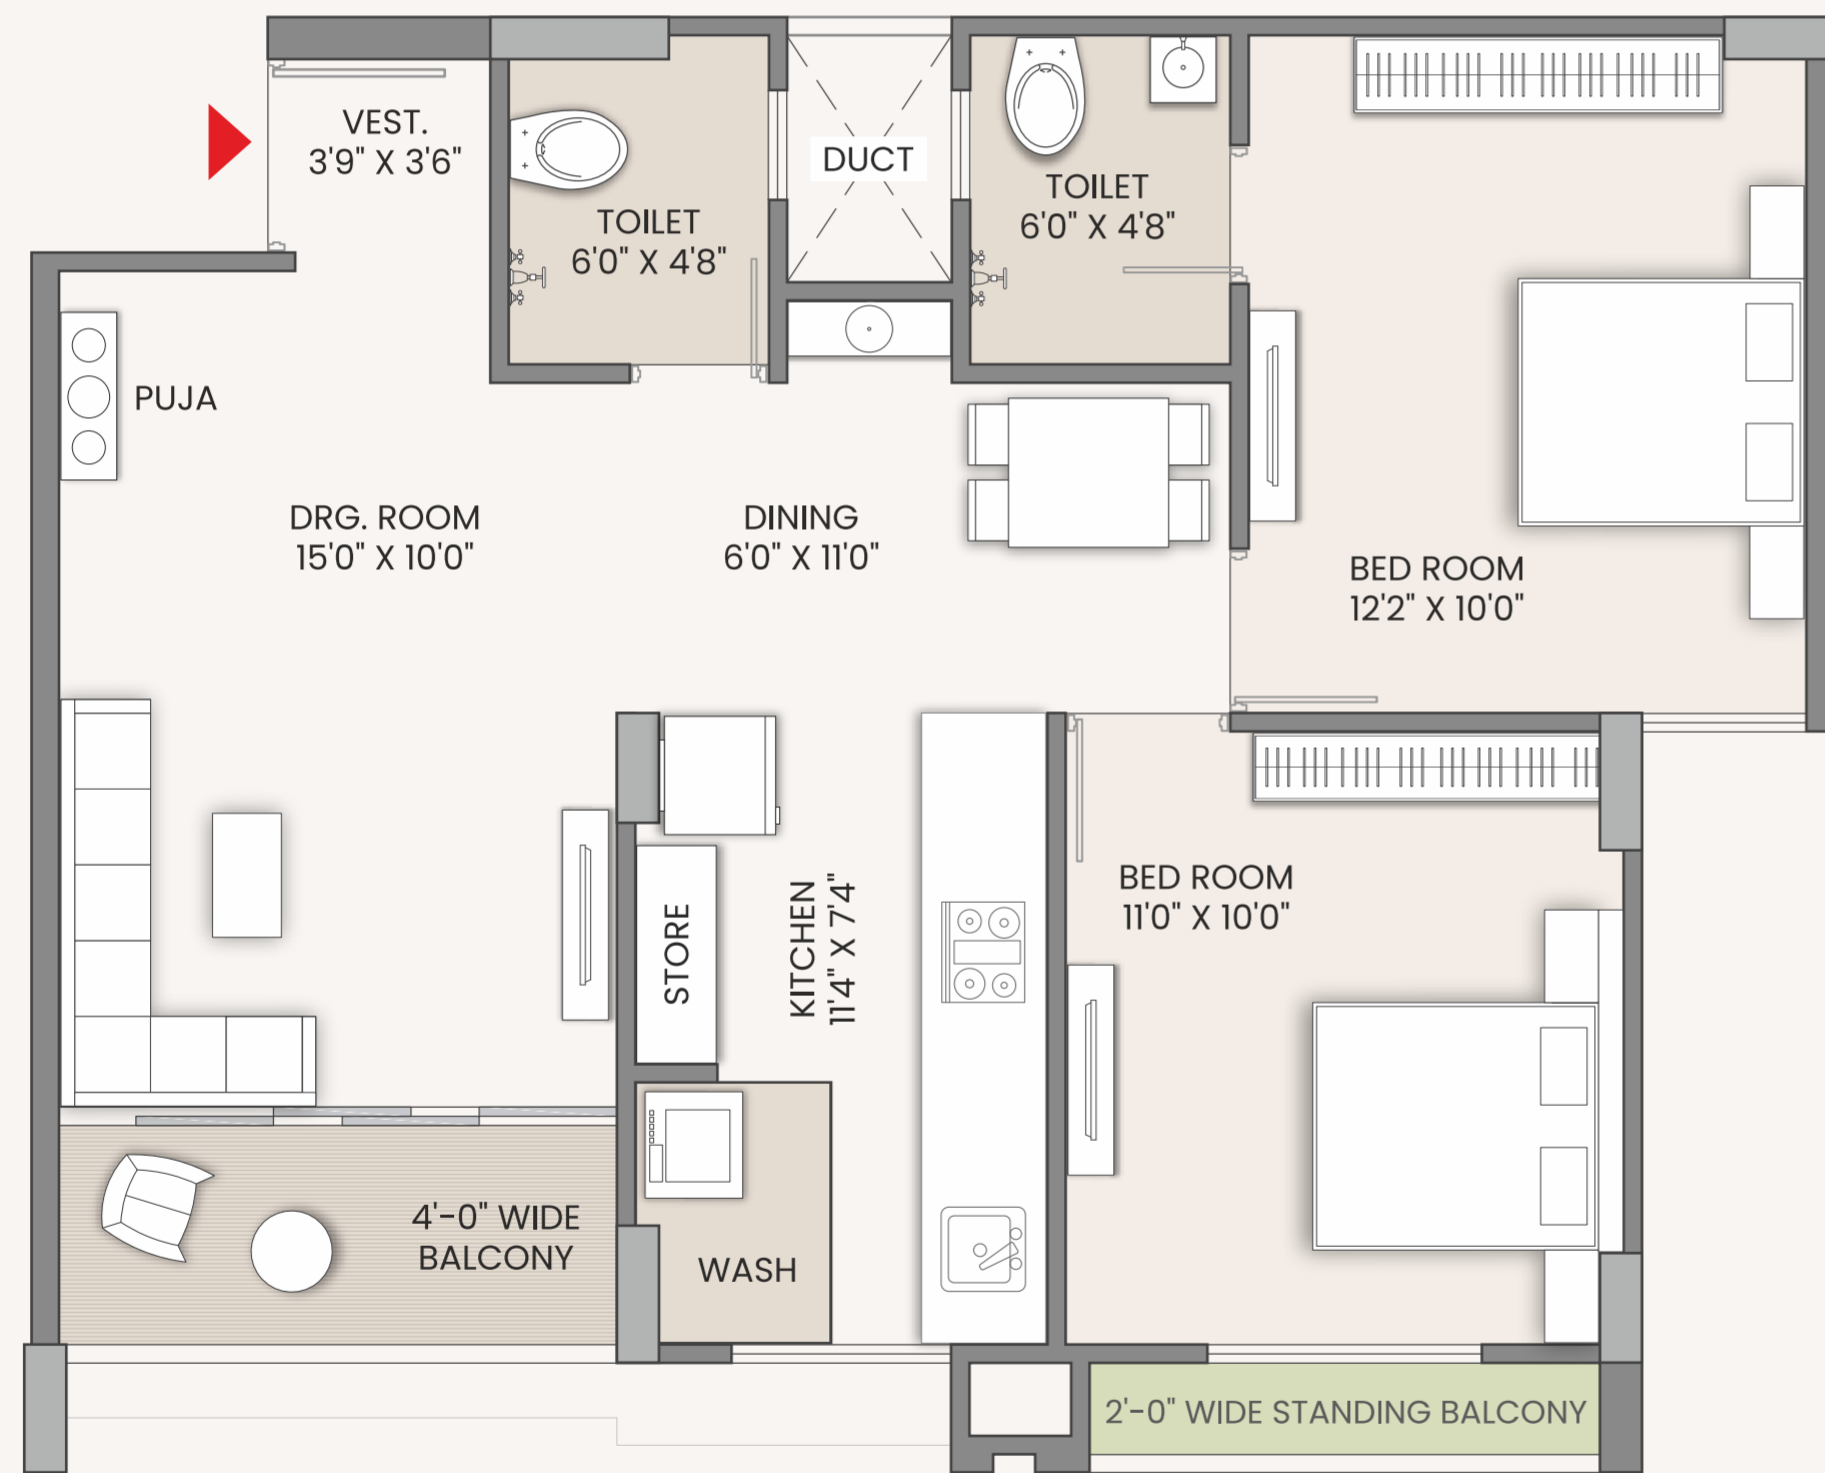 VEST.
3'9" X 3'6"
TOILET
6'0" X 4'8"
DUCT
TOILET
6'0" X 4'8"
PUJA
DRG. ROOM
15'0" X 10'0"
DINING
6'0" X 11'0"
BED ROOM
12'2" X 10'0"
STORE
KITCHEN
11'4" X 7'4"
BED ROOM
11'0" X 10'0"
4'-0" WIDE
BALCONY
WASH
2'-0" WIDE STANDING BALCONY